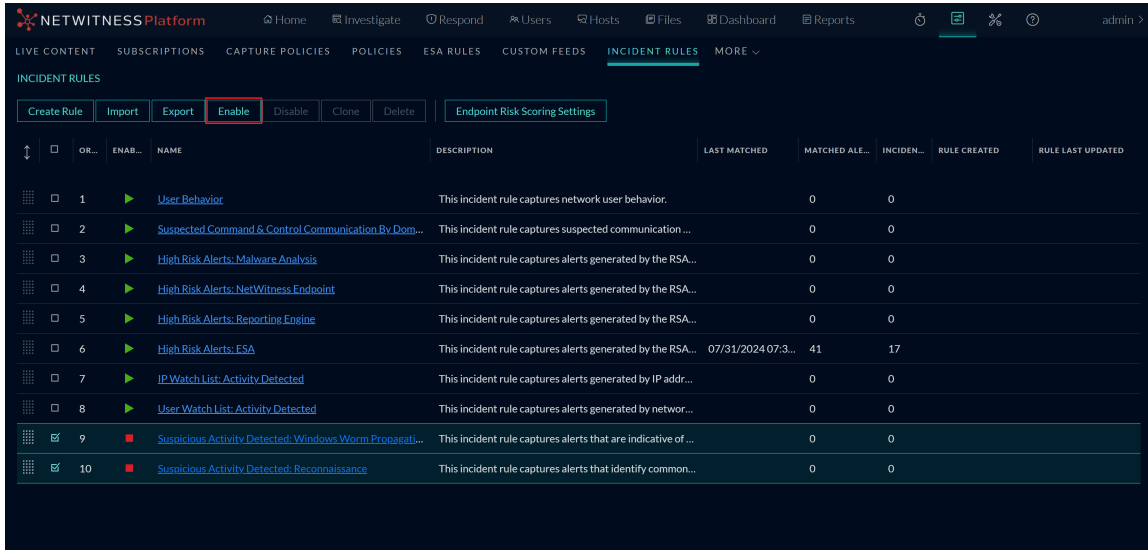 NETWITNESS Platform Home Investigate Respond Users Hosts Files Dashboard Reports admin >
LIVE CONTENT SUBSCRIPTIONS CAPTURE POLICIES POLICIES ESA RULES CUSTOM FEEDS INCIDENT RULES MORE
INCIDENT RULES
Create Rule Import Export Enable Disable Clone Delete Endpoint Risk Scoring Settings
OR... ENAB... NAME DESCRIPTION LAST MATCHED MATCHED ALE... INCIDEN... RULE CREATED RULE LAST UPDATED
1 User Behavior This incident rule captures network user behavior. 0 0
2 Suspected Command & Control Communication By Dom... This incident rule captures suspected communication ... 0 0
3 High Risk Alerts: Malware Analysis This incident rule captures alerts generated by the RSA... 0 0
4 High Risk Alerts: NetWitness Endpoint This incident rule captures alerts generated by the RSA... 0 0
5 High Risk Alerts: Reporting Engine This incident rule captures alerts generated by the RSA... 0 0
6 High Risk Alerts: ESA This incident rule captures alerts generated by the RSA... 07/31/2024 07:3... 41 17
7 IP Watch List: Activity Detected This incident rule captures alerts generated by IP addr... 0 0
8 User Watch List: Activity Detected This incident rule captures alerts generated by networ... 0 0
9 Suspicious Activity Detected: Windows Worm Propagati... This incident rule captures alerts that are indicative of ... 0 0
10 Suspicious Activity Detected: Reconnaissance This incident rule captures alerts that identify common... 0 0